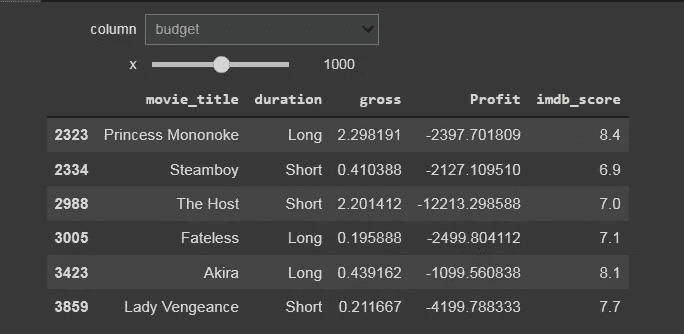 column budget
x 1000
movie_title duration gross Profit imdb_score
2323 Princess Mononoke Long 2.298191 -2397.701809 8.4
2334 Steamboy Short 0.410388 -2127.109510 6.9
2988 The Host Short 2.201412 -12213.298588 7.0
3005 Fateless Long 0.195888 -2499.804112 7.1
3423 Akira Long 0.439162 -1099.560838 8.1
3859 Lady Vengeance Short 0.211667 -4199.788333 7.7